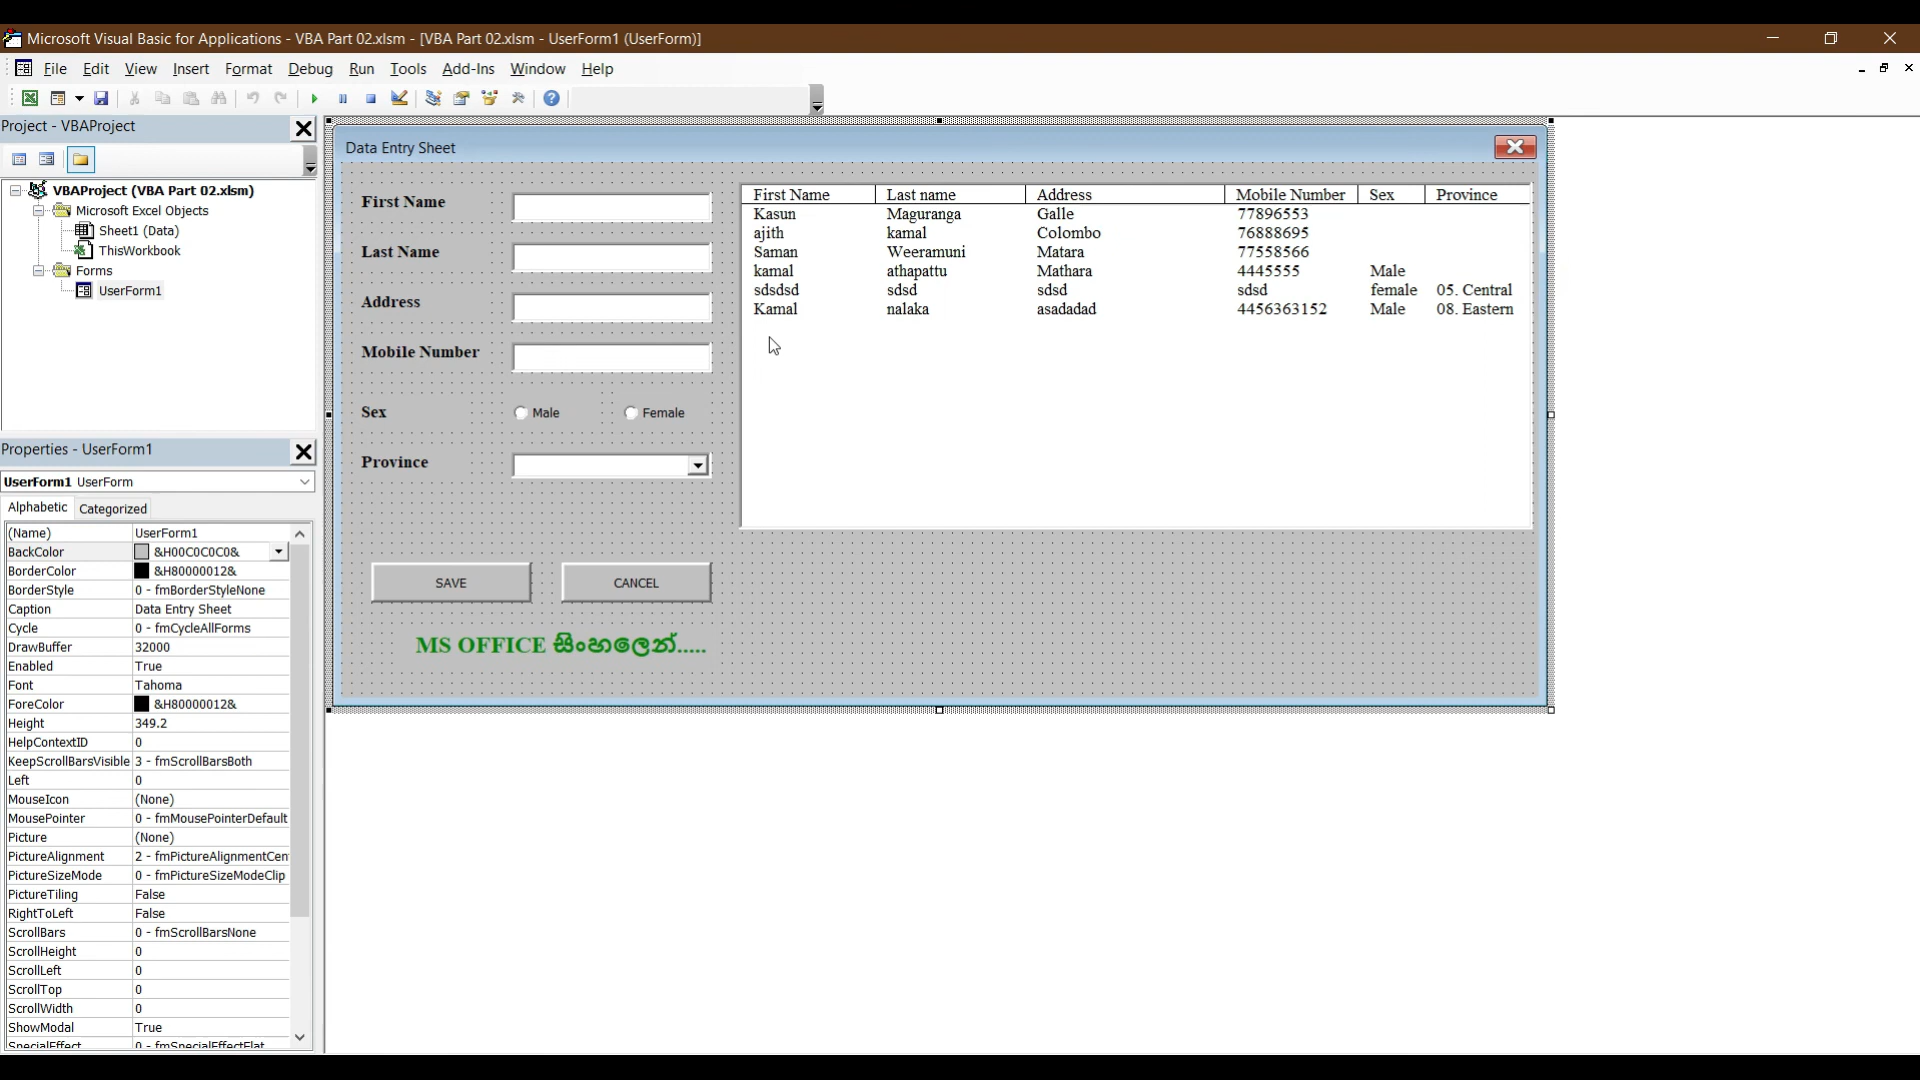 Microsoft Visual Basic for Applications - VBA Part 02.xlsm - [VBA Part 02.xlsm - UserForm1 (UserForm)]
File Edit View Insert Format Debug Run Tools Add-Ins Window Help
Project - VBAProject
VBAProject (VBA Part 02.xlsm)
Microsoft Excel Objects
Sheet1 (Data)
ThisWorkbook
Forms
UserForm1
Properties - UserForm1
UserForm1 UserForm
Alphabetic Categorized
(Name) UserForm1
BackColor &H00C0C0C0&
BorderColor &H80000012&
BorderStyle 0 - fmBorderStyleNone
Caption Data Entry Sheet
Cycle 0 - fmCycleAllForms
DrawBuffer 32000
Enabled True
Font Tahoma
ForeColor &H80000012&
Height 349.2
HelpContextID 0
KeepScrollBarsVisible 3 - fmScrollBarsBoth
Left 0
MouseIcon (None)
MousePointer 0 - fmMousePointerDefault
Picture (None)
PictureAlignment 2 - fmPictureAlignmentCen
PictureSizeMode 0 - fmPictureSizeModeClip
PictureTiling False
RightToLeft False
ScrollBars 0 - fmScrollBarsNone
ScrollHeight 0
ScrollLeft 0
ScrollTop 0
ScrollWidth 0
ShowModal True
SpecialEffect 0 - fmSpecialEffectFlat
Data Entry Sheet
First Name
Last Name
Address
Mobile Number
Sex Male Female
Province
SAVE CANCEL
MS OFFICE සිංහලෙන්.....
First Name Last name Address Mobile Number Sex Province
Kasun Maguranga Galle 77896553
ajith kamal Colombo 76888695
Saman Weeramuni Matara 77558566
kamal athapattu Mathara 4445555 Male
sdsdsd sdsd sdsd sdsd female 05. Central
Kamal nalaka asadadad 4456363152 Male 08. Eastern